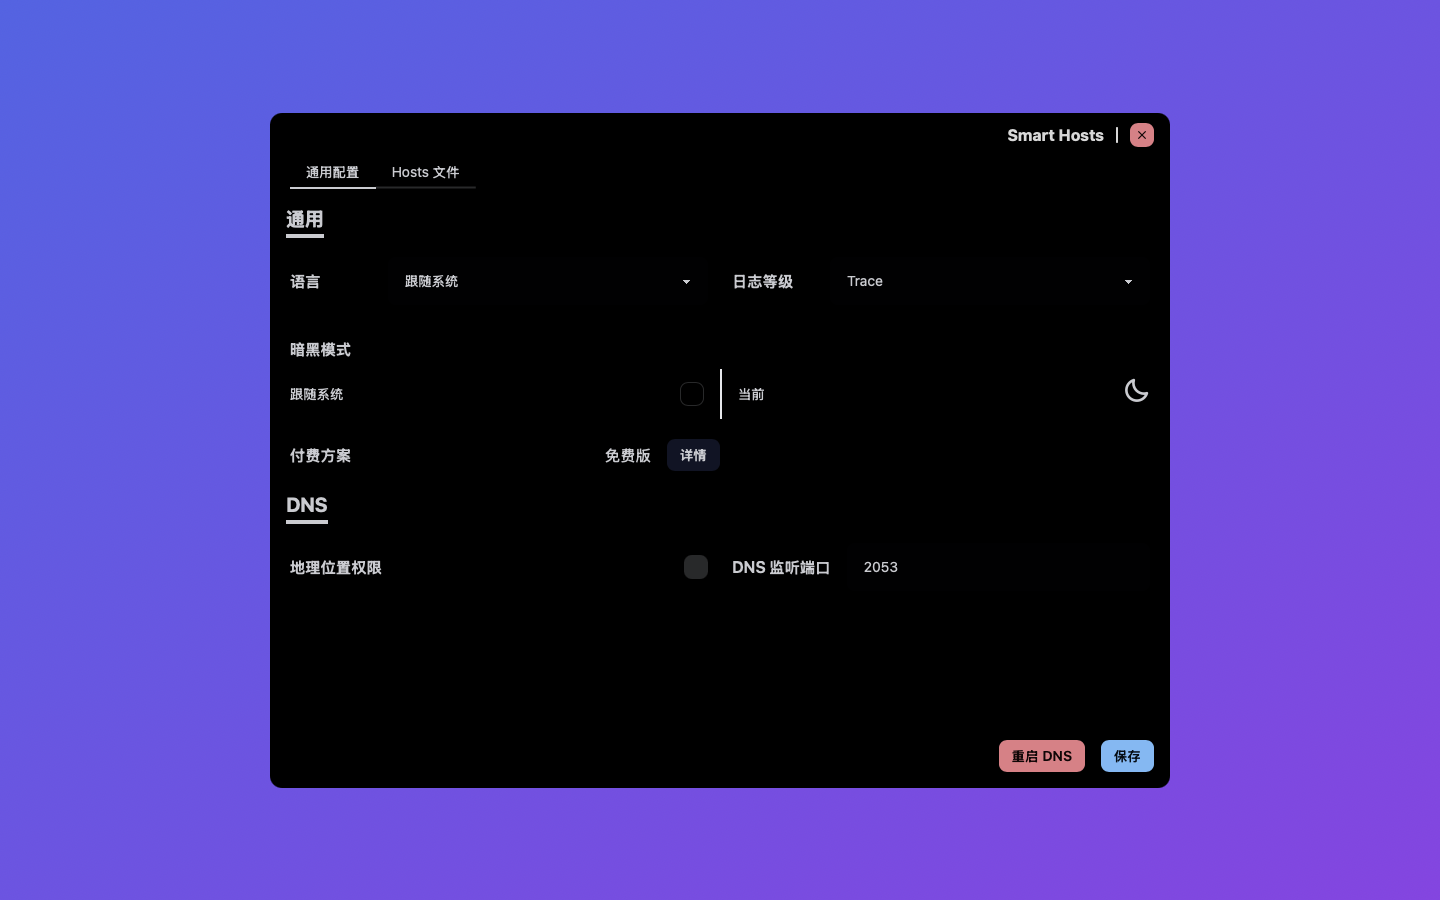 Smart Hosts
通用配置 Hosts 文件
通用
语言 跟随系统 日志等级 Trace
暗黑模式
跟随系统 当前
付费方案 免费版 详情
DNS
地理位置权限 DNS 监听端口 2053
重启 DNS 保存